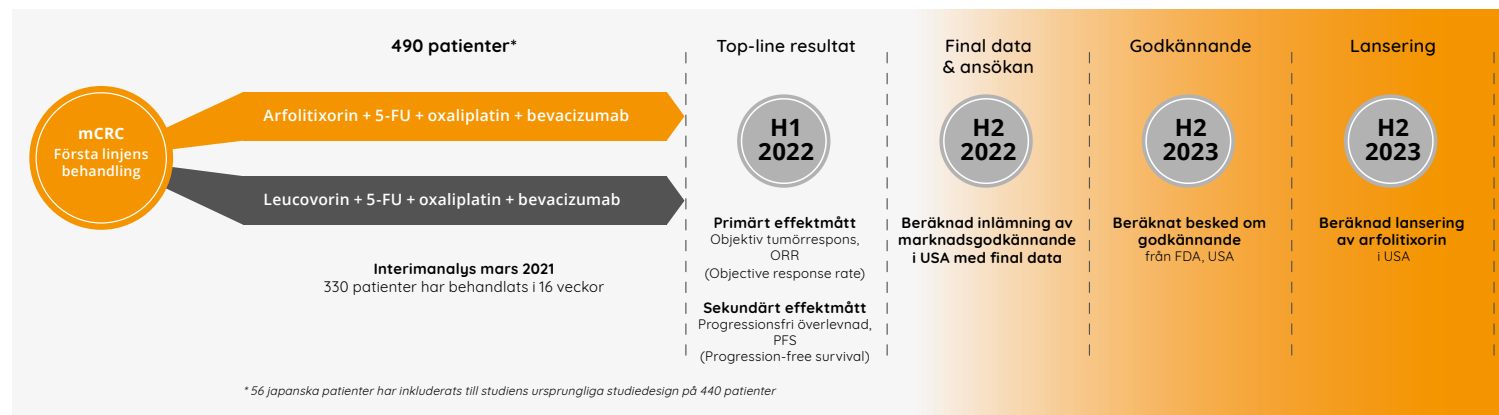 490 patienter*
mCRC
Första linjens
behandling
Arfolitixorin + 5-FU + oxaliplatin + bevacizumab
Leucovorin + 5-FU + oxaliplatin + bevacizumab
Interimanalys mars 2021
330 patienter har behandlats i 16 veckor
Top-line resultat
H1
2022
Primärt effektmått
Objektiv tumörrespons,
ORR
(Objective response rate)
Sekundärt effektmått
Progressionsfri överlevnad,
PFS
(Progression-free survival)
Final data
& ansökan
H2
2022
Beräknad inlämning av
marknadsgodkännande
i USA med final data
Godkännande
H2
2023
Beräknat besked om
godkännande
från FDA, USA
Lansering
H2
2023
Beräknad lansering
av arfolitixorin
i USA
* 56 japanska patienter har inkluderats till studiens ursprungliga studiedesign på 440 patienter